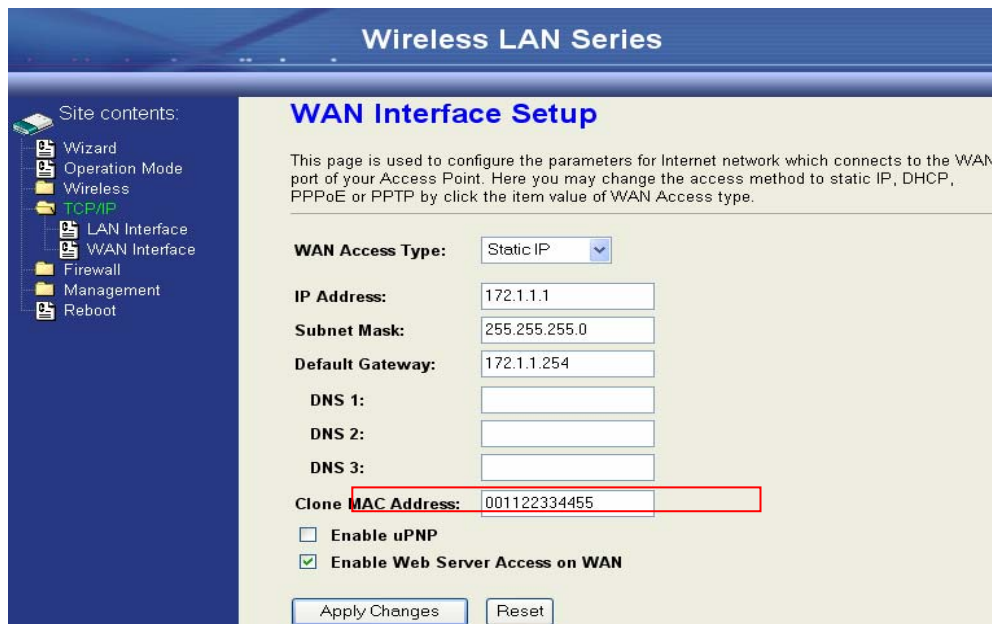 Wireless LAN Series
Site contents:
Wizard
Operation Mode
Wireless
TCP/IP
LAN Interface
WAN Interface
Firewall
Management
Reboot
WAN Interface Setup
This page is used to configure the parameters for Internet network which connects to the WAN
port of your Access Point. Here you may change the access method to static IP, DHCP,
PPPoE or PPTP by click the item value of WAN Access type.
WAN Access Type: Static IP
IP Address: 172.1.1.1
Subnet Mask: 255.255.255.0
Default Gateway: 172.1.1.254
DNS 1:
DNS 2:
DNS 3:
Clone MAC Address: 001122334455
Enable uPNP
Enable Web Server Access on WAN
Apply Changes Reset